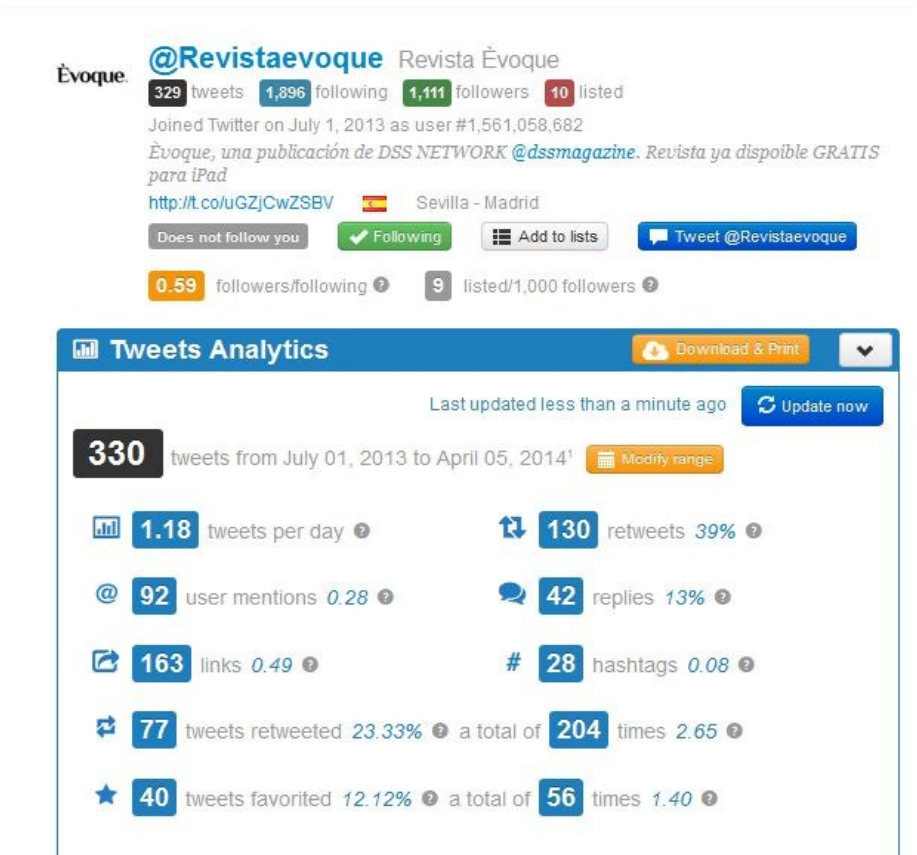 Èvoque.
@Revistaevoque Revista Èvoque
329 tweets 1,896 following 1,111 followers 10 listed
Joined Twitter on July 1, 2013 as user #1,561,058,682
Èvoque, una publicación de DSS NETWORK @dssmagazine. Revista ya dispoible GRATIS
para iPad
http://t.co/uGZjCwZSBV Sevilla - Madrid
Does not follow you Following Add to lists Tweet @Revistaevoque
0.59 followers/following ? 9 listed/1,000 followers ?
Tweets Analytics Download & Print
Last updated less than a minute ago Update now
330 tweets from July 01, 2013 to April 05, 2014¹ Modify range
1.18 tweets per day ? 130 retweets 39% ?
@ 92 user mentions 0.28 ? 42 replies 13% ?
163 links 0.49 ? # 28 hashtags 0.08 ?
77 tweets retweeted 23.33% ? a total of 204 times 2.65 ?
40 tweets favorited 12.12% ? a total of 56 times 1.40 ?